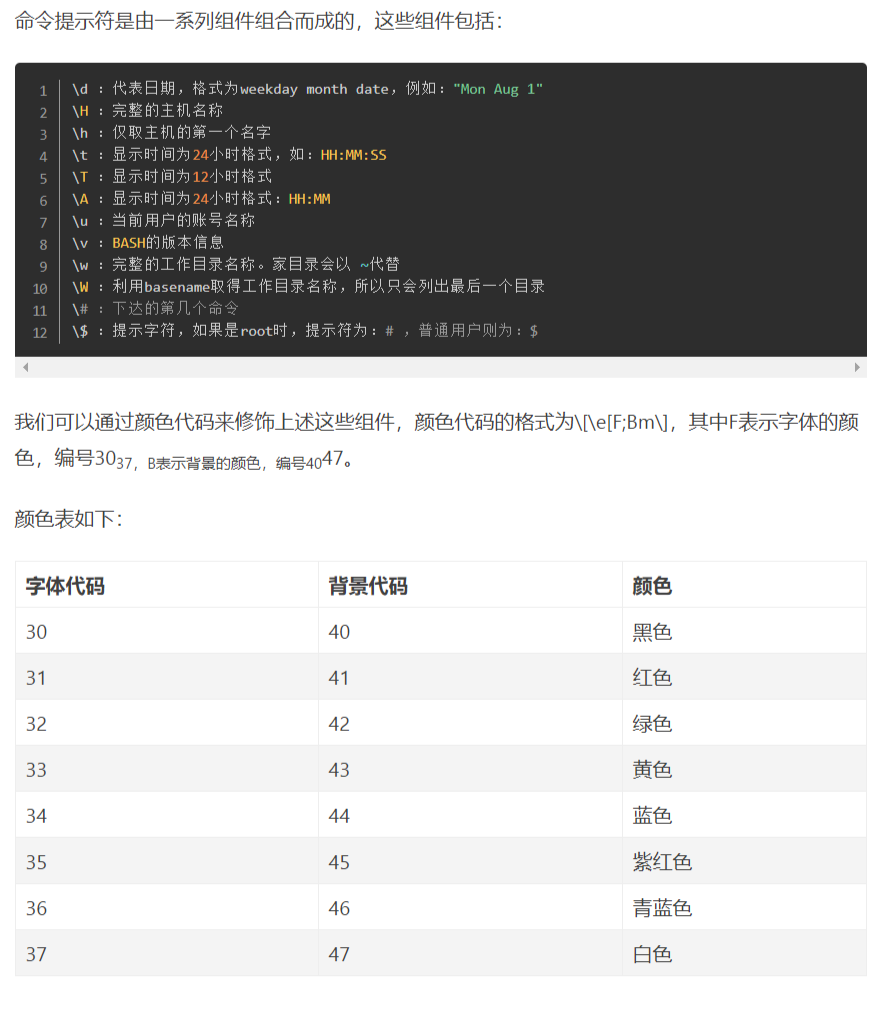 命令提示符是由一系列组件组合而成的，这些组件包括：
1 \d ：代表日期，格式为weekday month date，例如："Mon Aug 1"
2 \H ：完整的主机名称
3 \h ：仅取主机的第一个名字
4 \t ：显示时间为24小时格式，如：HH:MM:SS
5 \T ：显示时间为12小时格式
6 \A ：显示时间为24小时格式：HH:MM
7 \u ：当前用户的账号名称
8 \v ：BASH的版本信息
9 \w ：完整的工作目录名称。家目录会以 ~代替
10 \W ：利用basename取得工作目录名称，所以只会列出最后一个目录
11 \# ：下达的第几个命令
12 \$ ：提示字符，如果是root时，提示符为：# ，普通用户则为：$
我们可以通过颜色代码来修饰上述这些组件，颜色代码的格式为\[\e[F;Bm\]，其中F表示字体的颜
色，编号3037，B表示背景的颜色，编号4047。
颜色表如下：
字体代码 背景代码 颜色
30 40 黑色
31 41 红色
32 42 绿色
33 43 黄色
34 44 蓝色
35 45 紫红色
36 46 青蓝色
37 47 白色